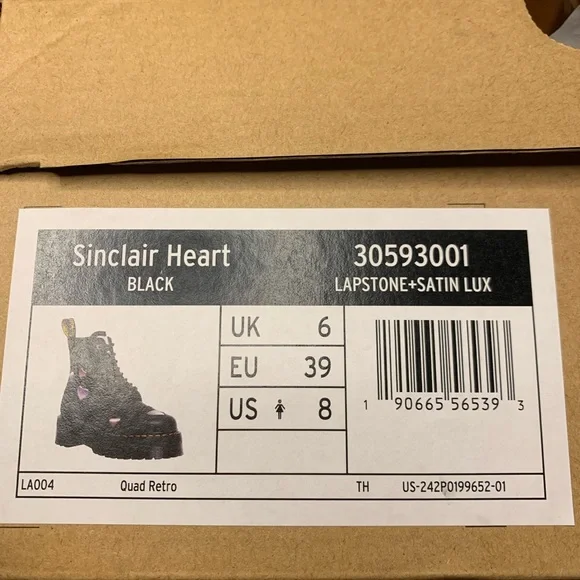 Sinclair Heart 30593001
BLACK LAPSTONE+SATIN LUX
UK 6
EU 39
US 8
1 90665 56539 3
LA004 Quad Retro TH US-242P0199652-01